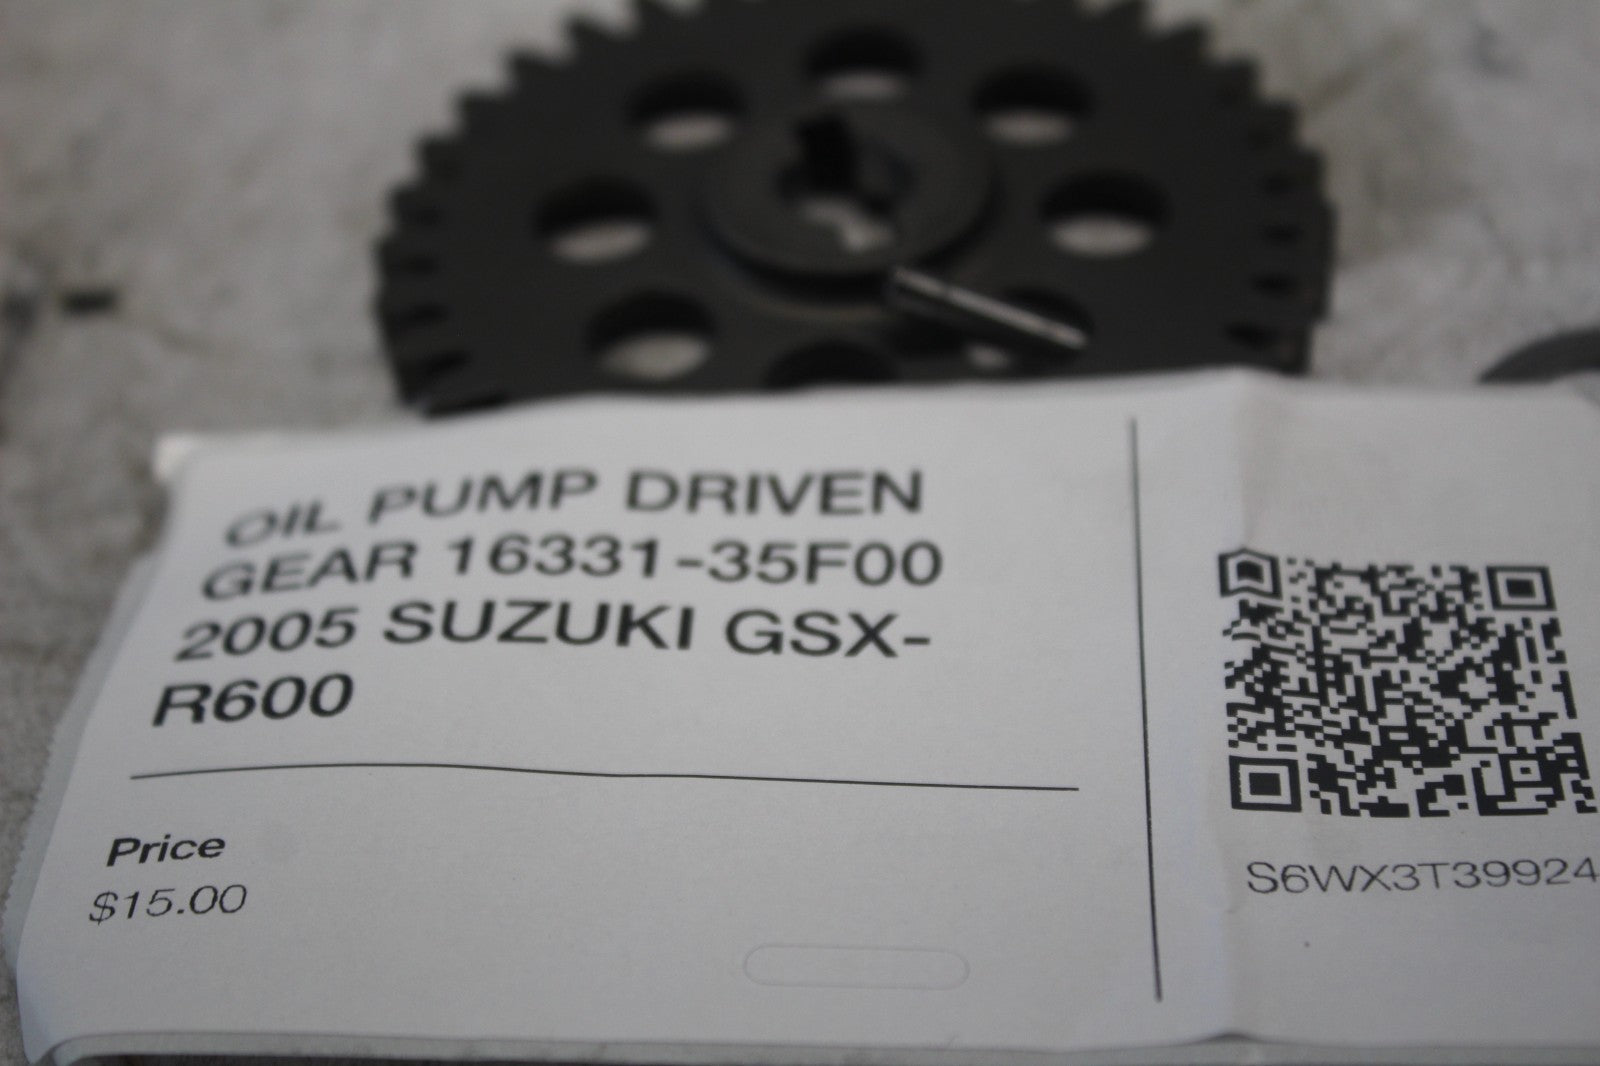 OIL PUMP DRIVEN
GEAR 16331-35F00
2005 SUZUKI GSX-
R600
Price
$15.00
S6WX3T39924